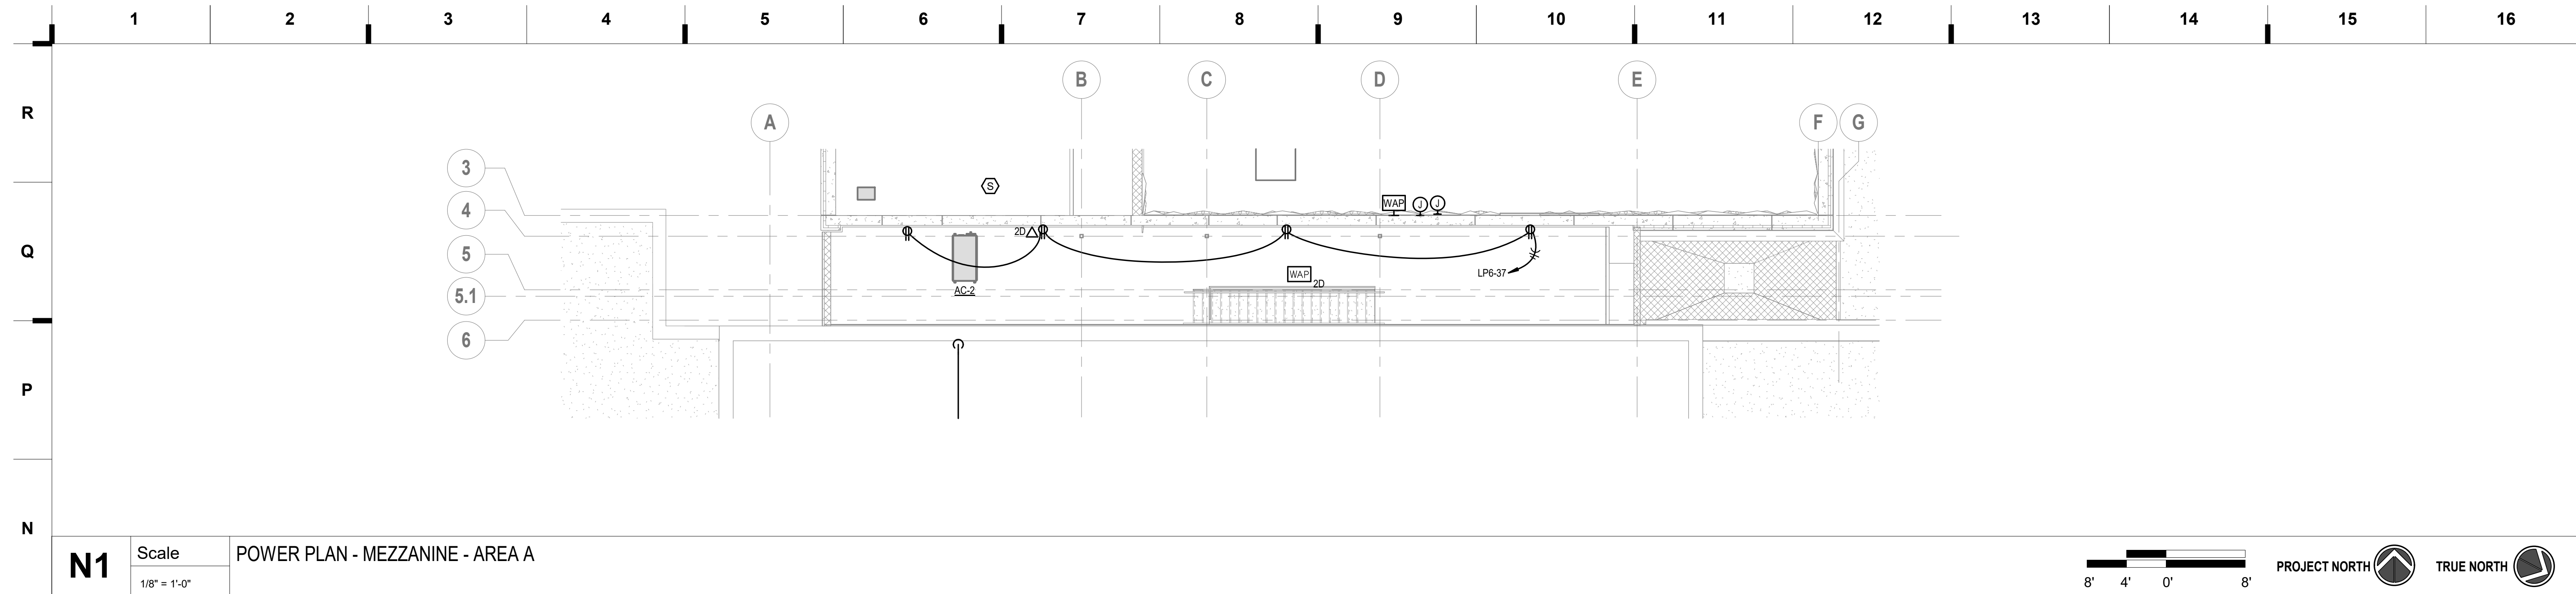 1 2 3 4 5 6 7 8 9 10 11 12 13 14 15 16
R
B C D E
A F G
3
S
4
WAP J J
Q
2D
5
LP6-37
WAP
2D
AC-2
5.1
6
P
N
N1
Scale
1/8" = 1'-0"
POWER PLAN - MEZZANINE - AREA A
8' 4' 0' 8'
PROJECT NORTH
TRUE NORTH